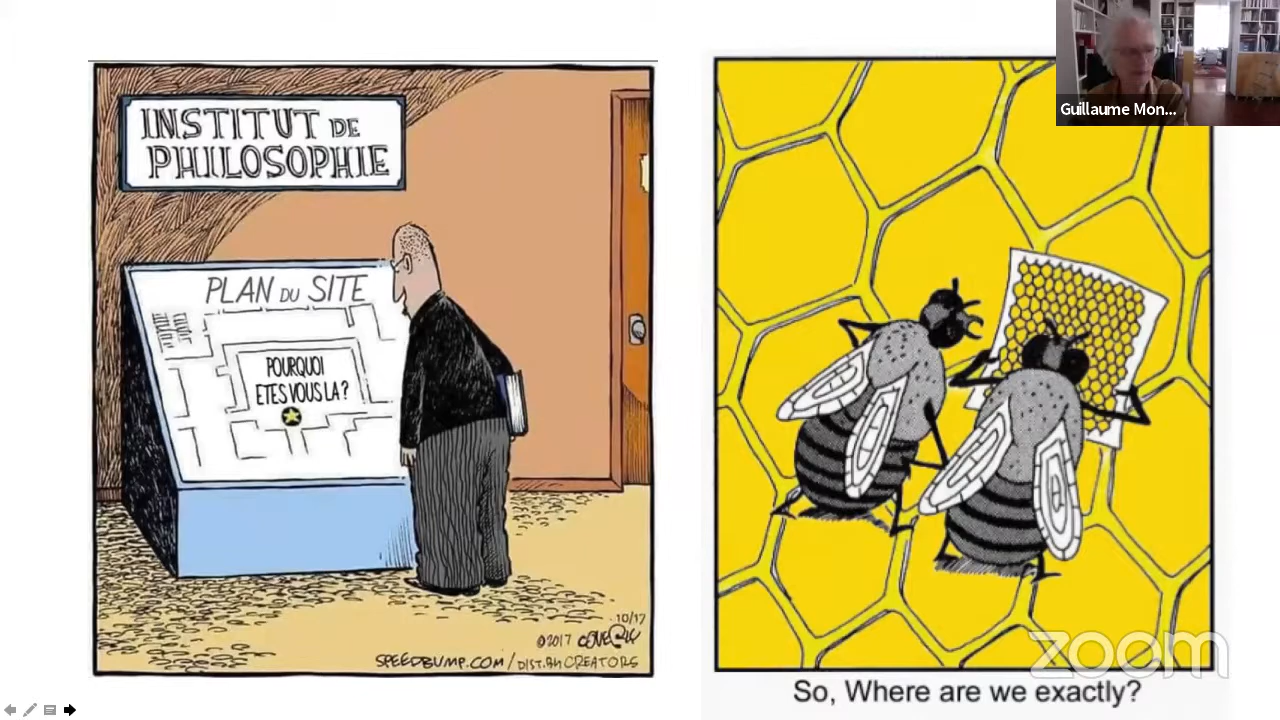 INSTITUT DE
PHILOSOPHIE
PLAN DU SITE
POURQUOI
ETES VOUS LA?
10/17
©2017
SPEEDBUMP.COM / DIST. BY CREATORS
Guillaume Mon...
So, Where are we exactly?
zoom